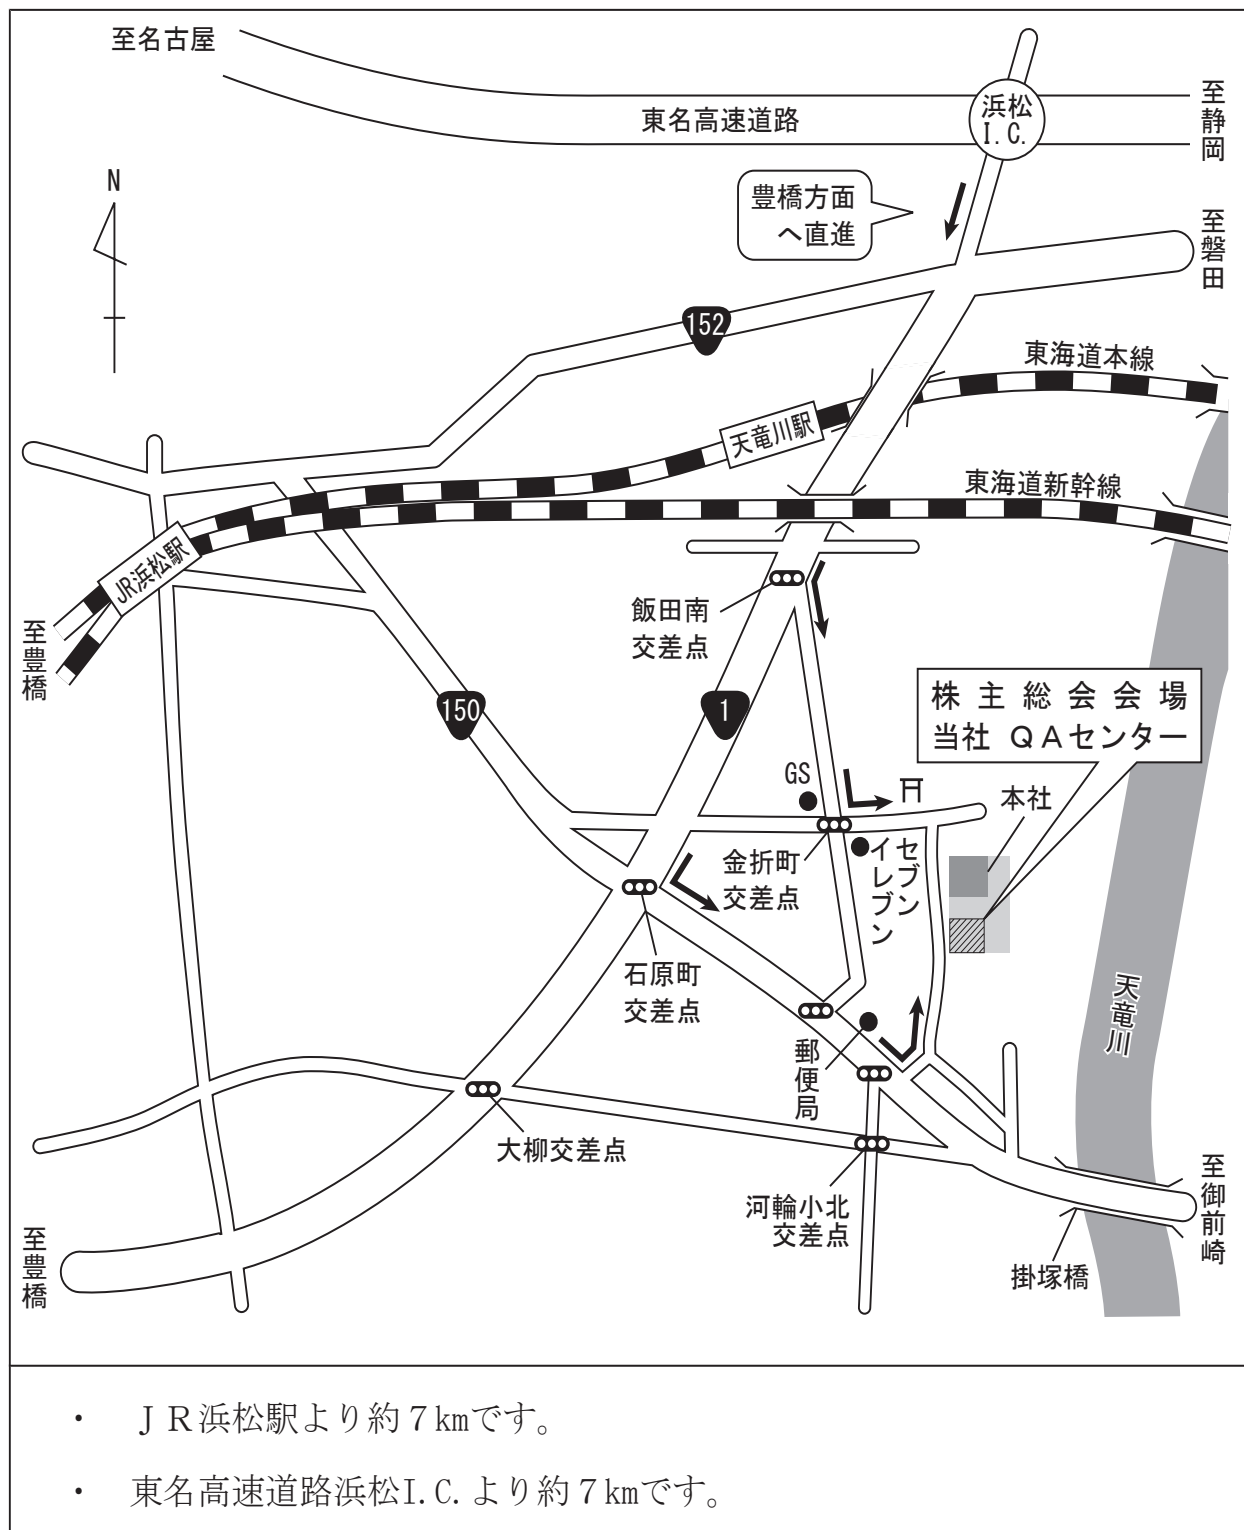 至名古屋
東名高速道路
浜松
I.C.
至静岡
N
豊橋方面
へ直進
至磐田
152
東海道本線
天竜川駅
東海道新幹線
JR浜松駅
至豊橋
飯田南
交差点
150
1
株主総会会場
当社 QAセンター
GS
本社
金折町
交差点
セブン
イレブン
石原町
交差点
天竜川
郵便局
大柳交差点
河輪小北
交差点
至御前崎
至豊橋
掛塚橋
・ JR浜松駅より約7kmです。
・ 東名高速道路浜松I.C.より約7kmです。